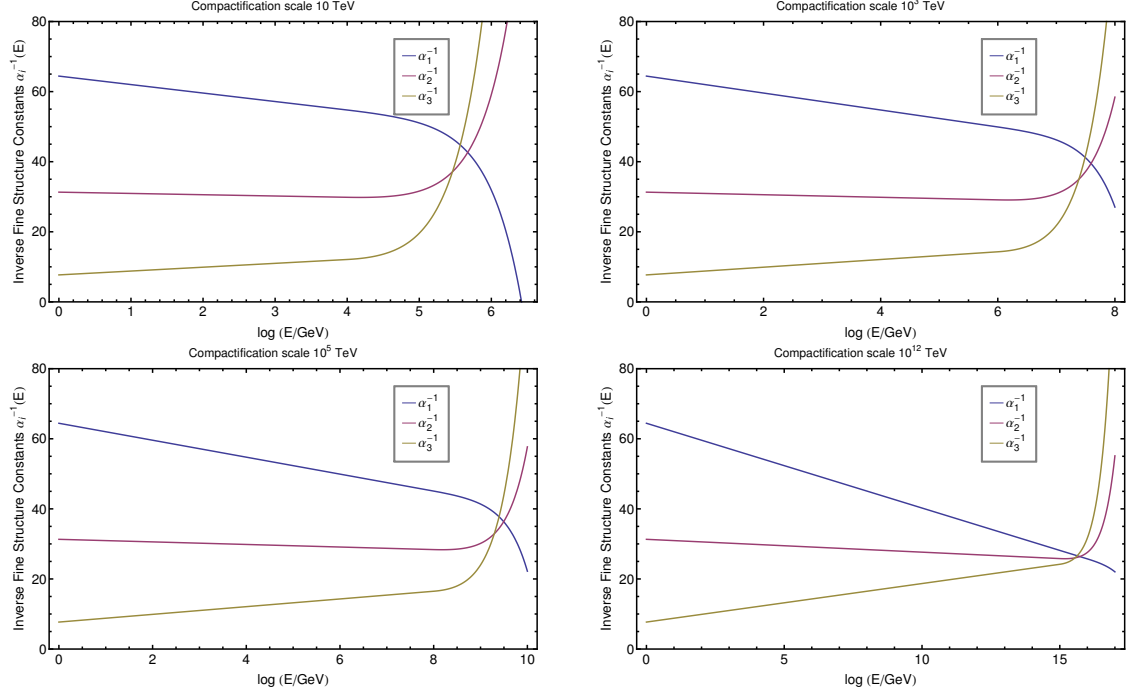 Compactification scale 10 TeV
80
60
40
20
0
Inverse Fine Structure Constants α_i^{-1}(E)
α_1^{-1}
α_2^{-1}
α_3^{-1}
0 1 2 3 4 5 6
log (E/GeV)
Compactification scale 10^3 TeV
80
60
40
20
0
Inverse Fine Structure Constants α_i^{-1}(E)
α_1^{-1}
α_2^{-1}
α_3^{-1}
0 2 4 6 8
log (E/GeV)
Compactification scale 10^5 TeV
80
60
40
20
0
Inverse Fine Structure Constants α_i^{-1}(E)
α_1^{-1}
α_2^{-1}
α_3^{-1}
0 2 4 6 8 10
log (E/GeV)
Compactification scale 10^12 TeV
80
60
40
20
0
Inverse Fine Structure Constants α_i^{-1}(E)
α_1^{-1}
α_2^{-1}
α_3^{-1}
0 5 10 15
log (E/GeV)